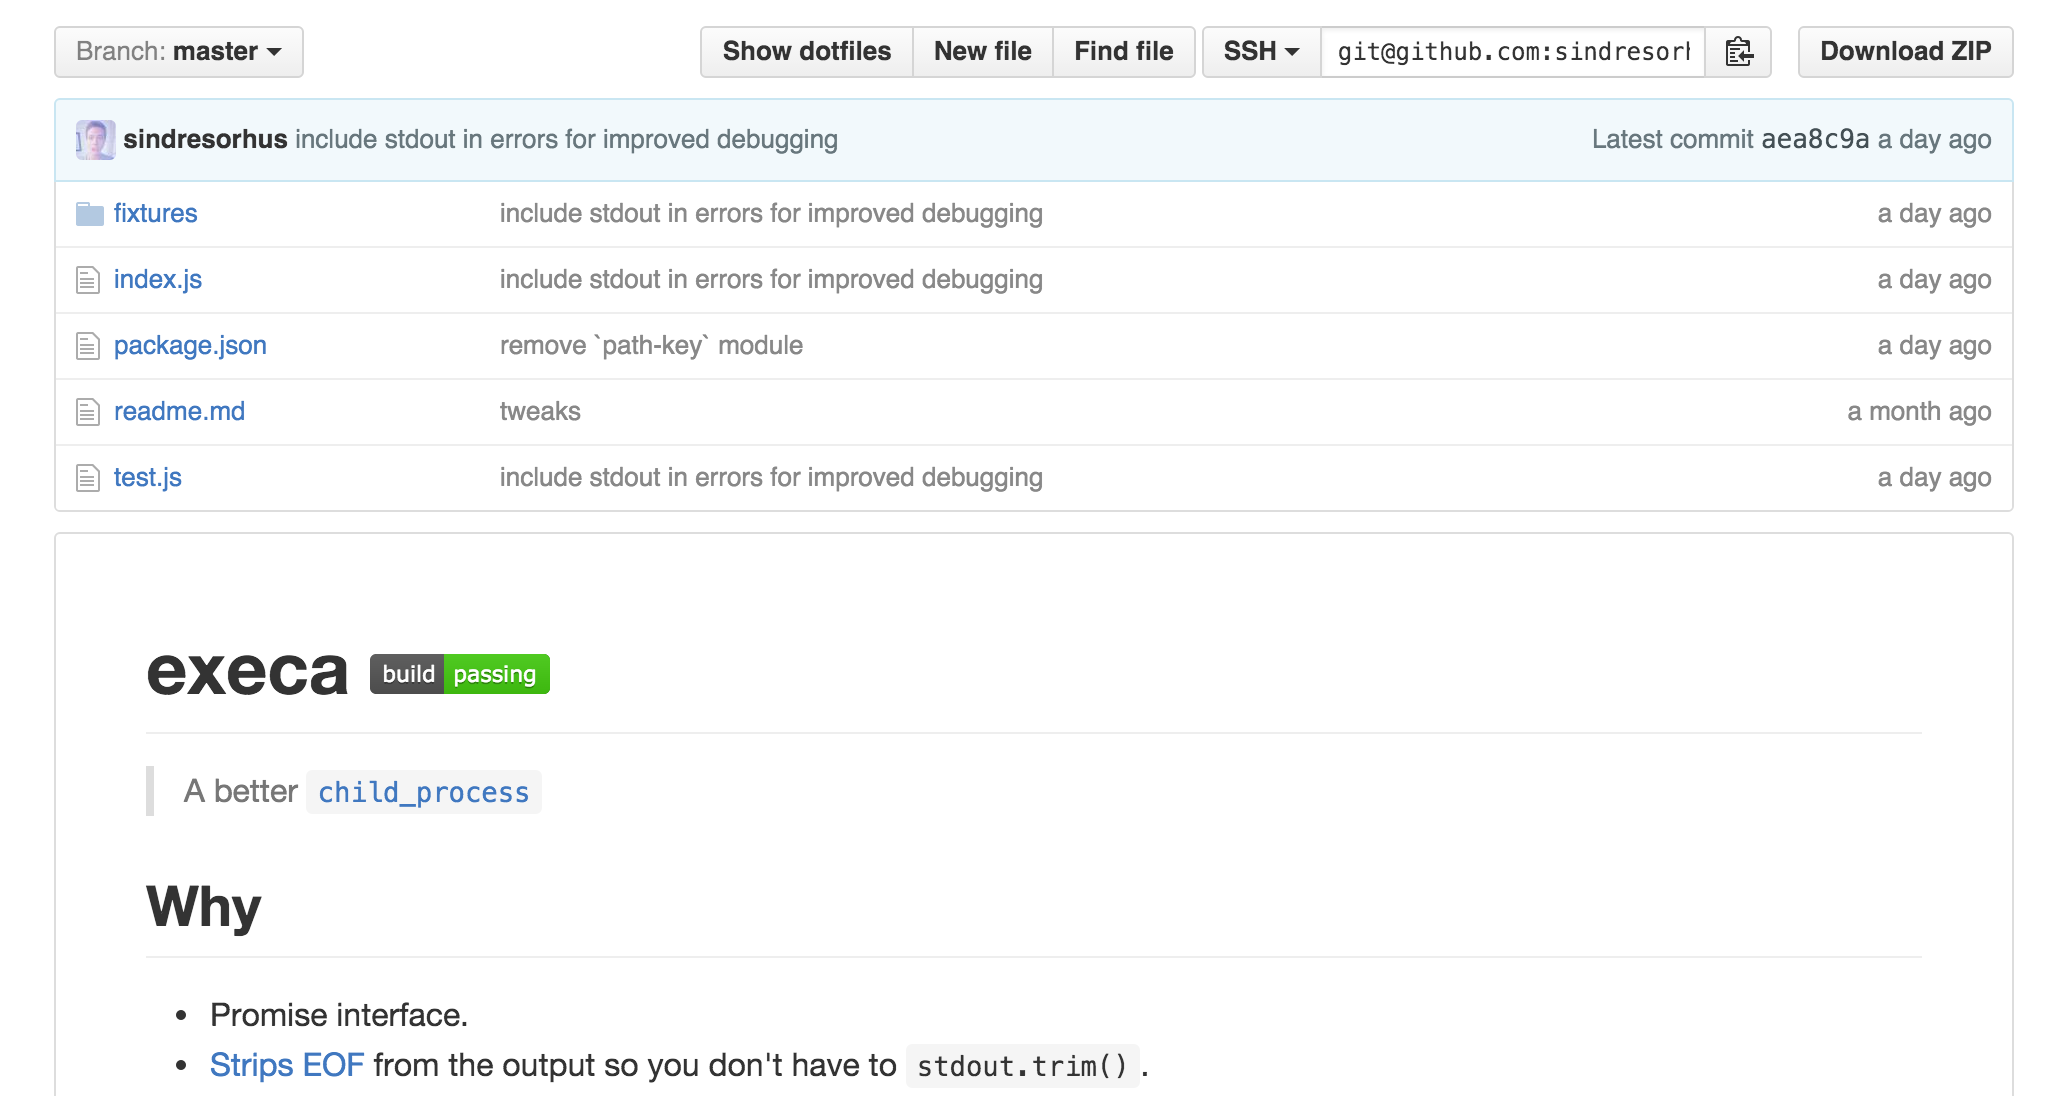 Branch: master Show dotfiles New file Find file SSH git@github.com:sindresorh Download ZIP
sindresorhus include stdout in errors for improved debugging Latest commit aea8c9a a day ago
fixtures include stdout in errors for improved debugging a day ago
index.js include stdout in errors for improved debugging a day ago
package.json remove `path-key` module a day ago
readme.md tweaks a month ago
test.js include stdout in errors for improved debugging a day ago
execa build passing
A better child_process
Why
• Promise interface.
• Strips EOF from the output so you don't have to stdout.trim().